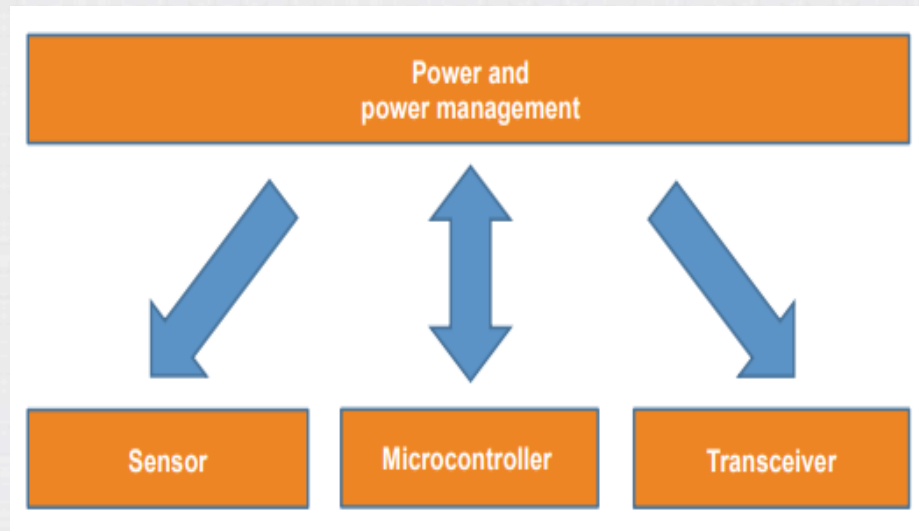 Power and
power management
Sensor
Microcontroller
Transceiver